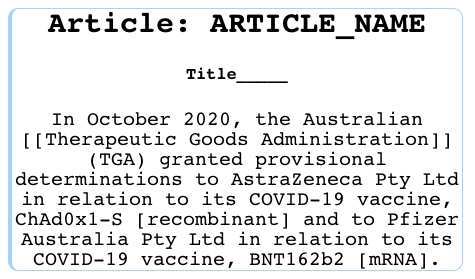 Article: ARTICLE_NAME
Title_____
In October 2020, the Australian
[[Therapeutic Goods Administration]]
(TGA) granted provisional
determinations to AstraZeneca Pty Ltd
in relation to its COVID-19 vaccine,
ChAd0x1-S [recombinant] and to Pfizer
Australia Pty Ltd in relation to its
COVID-19 vaccine, BNT162b2 [mRNA].